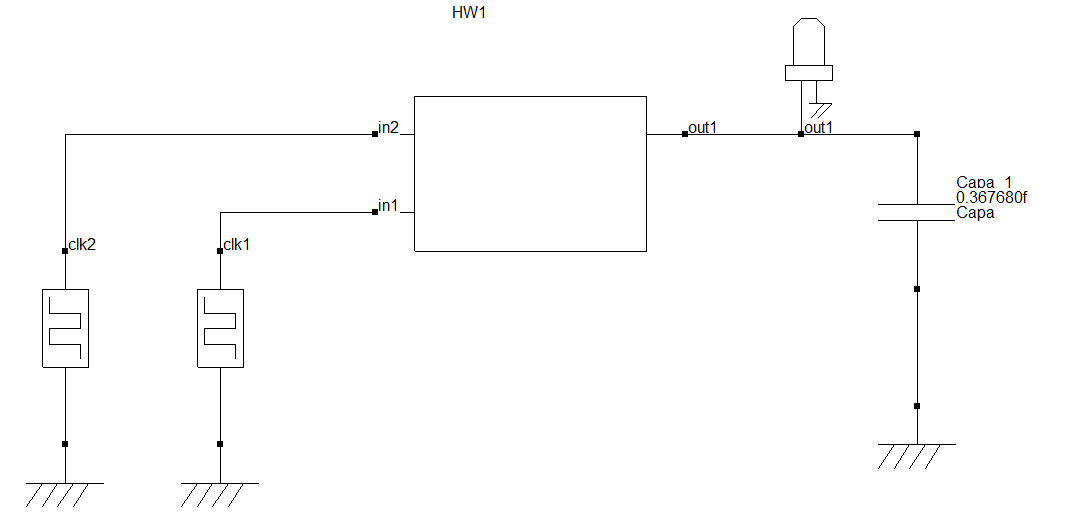 HW1
in2
out1
out1
in1
clk2
clk1
Capa_1
0.367680f
Capa